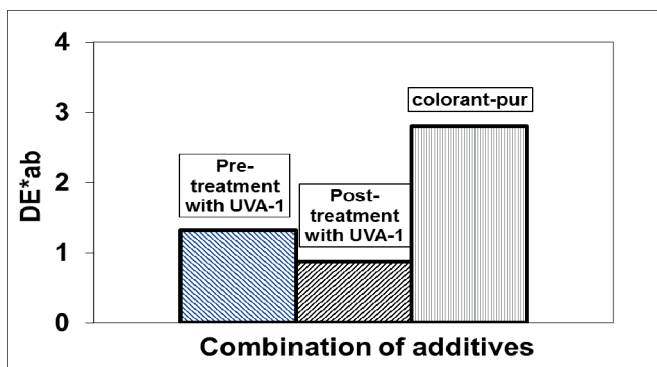 4
3
2
1
0
DE*ab
colorant-pur
Pre-
treatment
with UVA-1
Post-
treatment
with UVA-1
Combination of additives